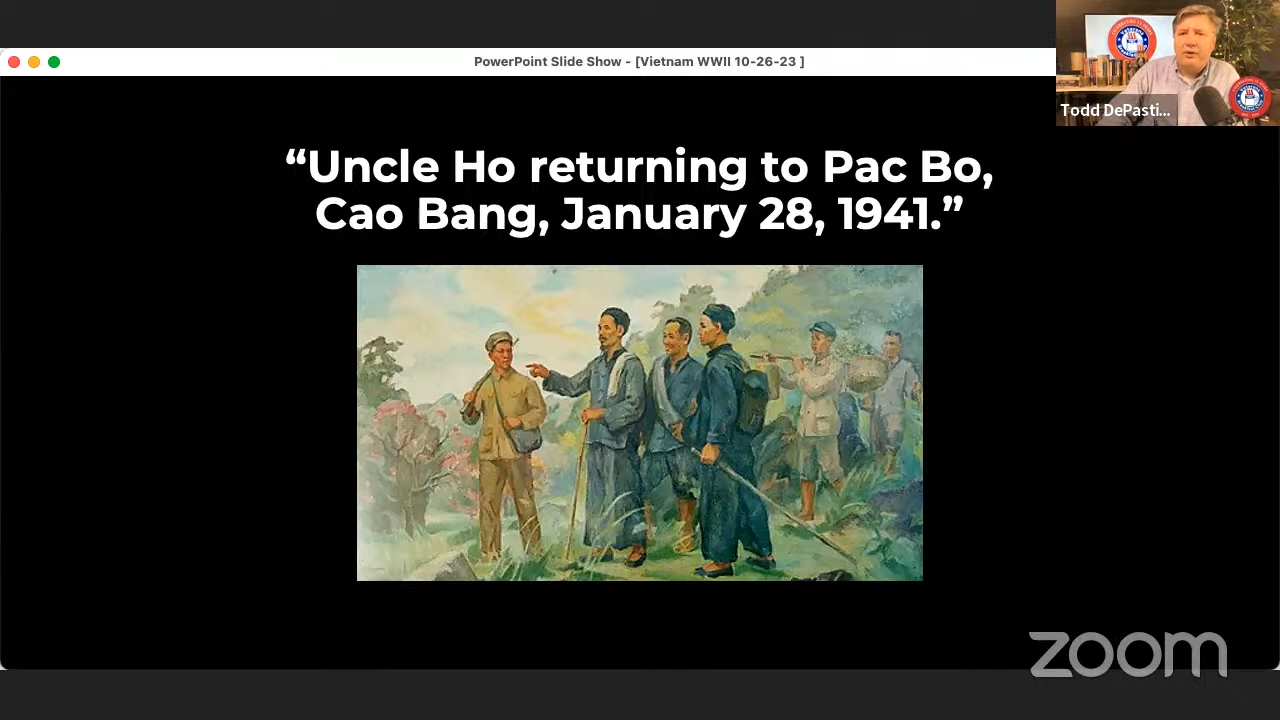 PowerPoint Slide Show - [Vietnam WWII 10-26-23 ]
Todd DePasti...
“Uncle Ho returning to Pac Bo,
Cao Bang, January 28, 1941.”
zoom